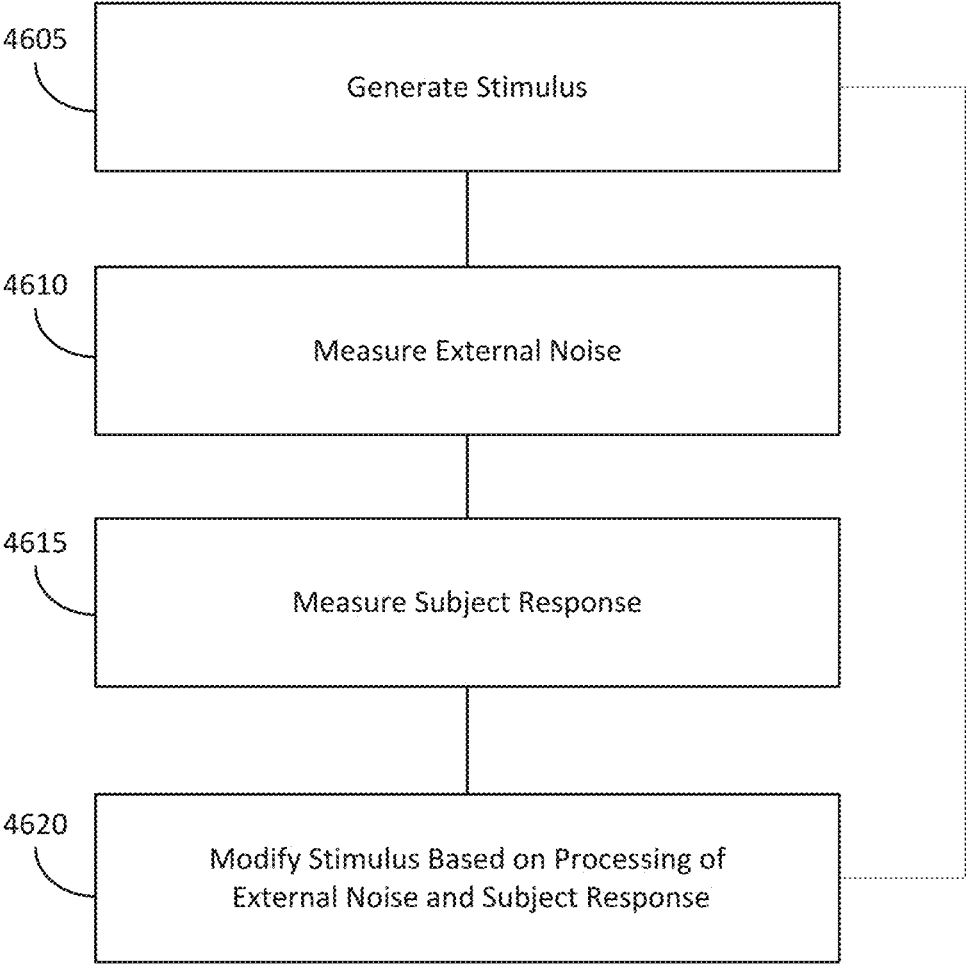 4605
Generate Stimulus
4610
Measure External Noise
4615
Measure Subject Response
4620
Modify Stimulus Based on Processing of
External Noise and Subject Response